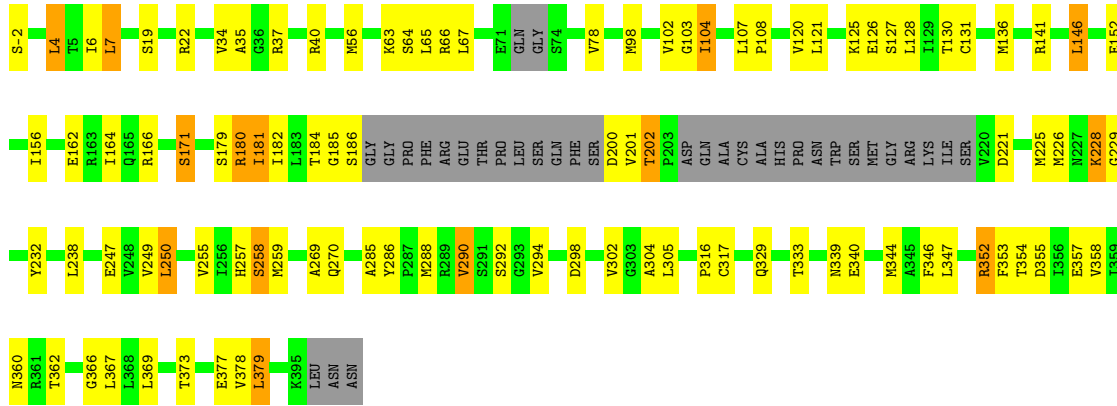 S-2 L4 T5 I6 L7 S19 R22 V34 A35 G36 R37 R40 M56 K63 S64 L65 R66 L67 E71 GLN GLY S74 V78 M98 V102 G103 I104 L107 P108 V120 L121 K125 E126 S127 L128 I129 T130 C131 M136 R141 L146 E152
I156 E162 R163 I164 Q165 R166 S171 S179 R180 I181 I182 L183 T184 G185 S186 GLY GLY PRO PHE ARG GLU THR PRO LEU SER GLN PHE SER D200 V201 T202 P203 ASP GLN ALA CYS ALA HIS PRO ASN TRP SER MET GLY ARG LYS ILE SER V220 D221 M225 M226 N227 K228 G229
Y232 L238 E247 V248 V249 L250 V255 I256 H257 S258 M259 A269 Q270 A285 Y286 P287 M288 R289 V290 S291 S292 G293 V294 D298 V302 G303 A304 L305 P316 C317 Q329 T333 N339 E340 M344 A345 F346 L347 R352 F353 T354 D355 I356 E357 V358 I359
N360 R361 T362 G366 L367 L368 L369 T373 E377 V378 L379 K395 LEU ASN ASN